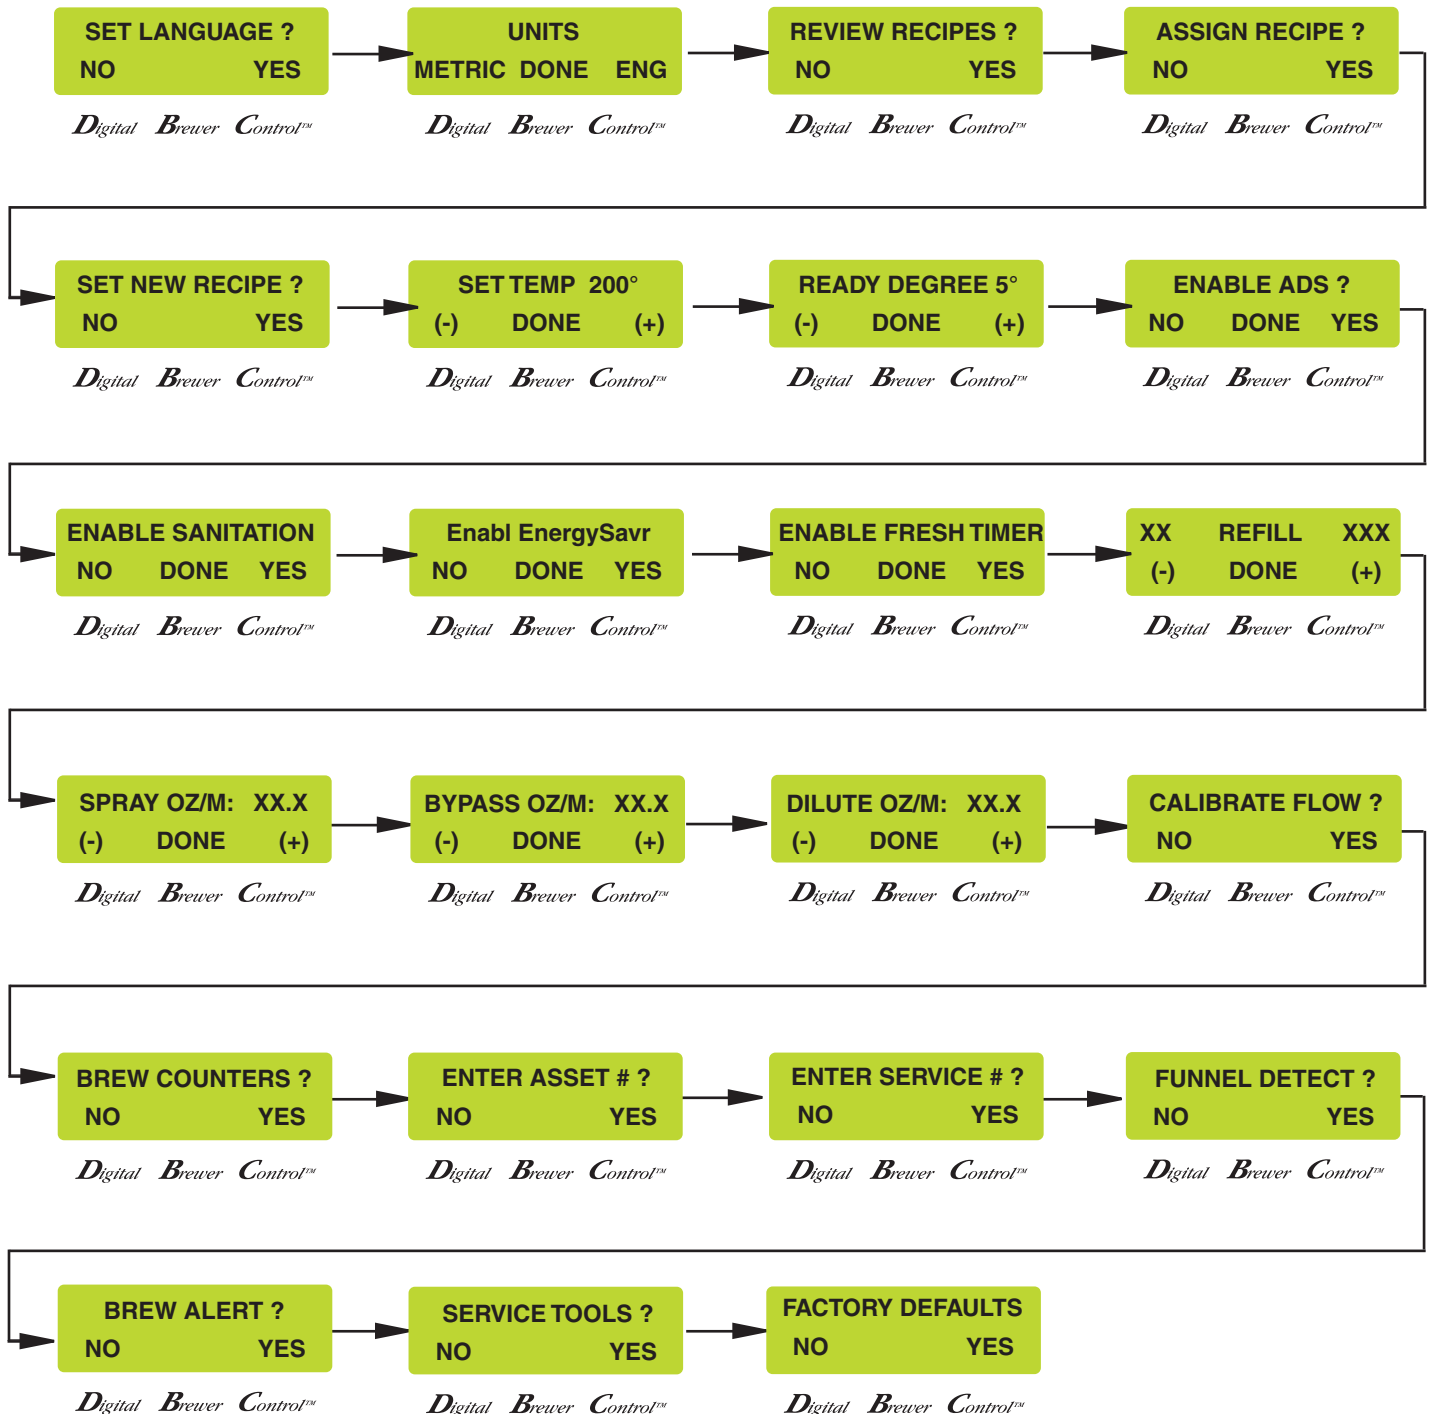 SET LANGUAGE ?
NO YES
Digital Brewer Control™
UNITS
METRIC DONE ENG
Digital Brewer Control™
REVIEW RECIPES ?
NO YES
Digital Brewer Control™
ASSIGN RECIPE ?
NO YES
Digital Brewer Control™
SET NEW RECIPE ?
NO YES
Digital Brewer Control™
SET TEMP 200°
(-) DONE (+)
Digital Brewer Control™
READY DEGREE 5°
(-) DONE (+)
Digital Brewer Control™
ENABLE ADS ?
NO DONE YES
Digital Brewer Control™
ENABLE SANITATION
NO DONE YES
Digital Brewer Control™
Enabl EnergySavr
NO DONE YES
Digital Brewer Control™
ENABLE FRESH TIMER
NO DONE YES
Digital Brewer Control™
XX REFILL XXX
(-) DONE (+)
Digital Brewer Control™
SPRAY OZ/M: XX.X
(-) DONE (+)
Digital Brewer Control™
BYPASS OZ/M: XX.X
(-) DONE (+)
Digital Brewer Control™
DILUTE OZ/M: XX.X
(-) DONE (+)
Digital Brewer Control™
CALIBRATE FLOW ?
NO YES
Digital Brewer Control™
BREW COUNTERS ?
NO YES
Digital Brewer Control™
ENTER ASSET # ?
NO YES
Digital Brewer Control™
ENTER SERVICE # ?
NO YES
Digital Brewer Control™
FUNNEL DETECT ?
NO YES
Digital Brewer Control™
BREW ALERT ?
NO YES
Digital Brewer Control™
SERVICE TOOLS ?
NO YES
Digital Brewer Control™
FACTORY DEFAULTS
NO YES
Digital Brewer Control™